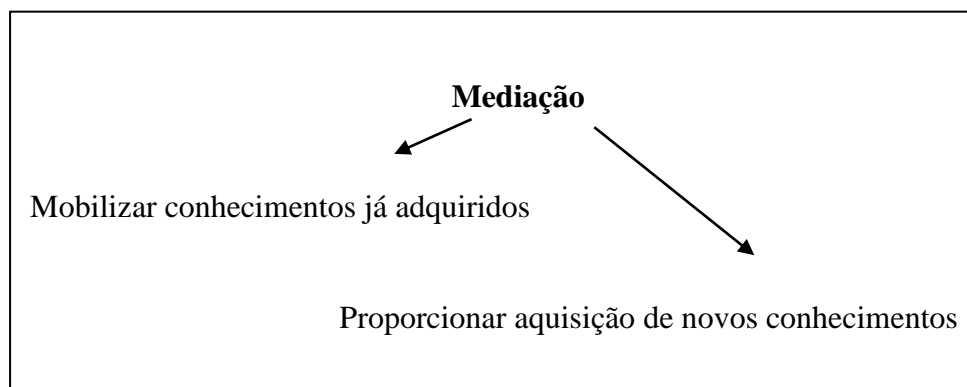 Mediação
Mobilizar conhecimentos já adquiridos
Proporcionar aquisição de novos conhecimentos